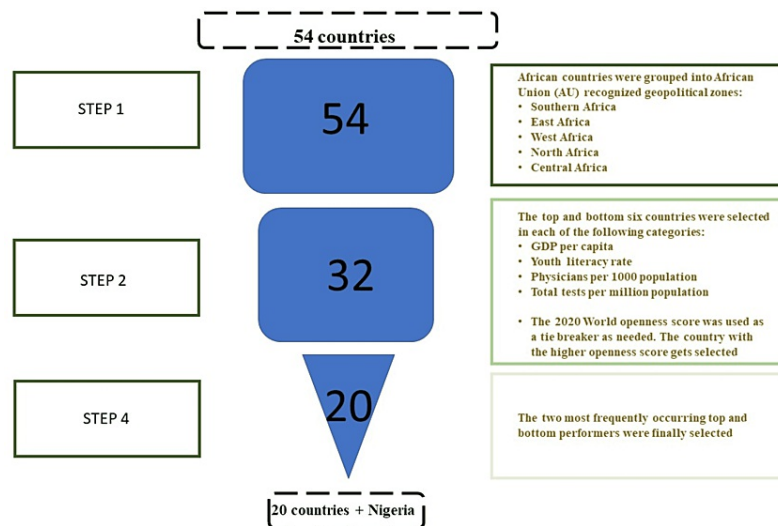 54 countries
STEP 1
54
African countries were grouped into African
Union (AU) recognized geopolitical zones:
• Southern Africa
• East Africa
• West Africa
• North Africa
• Central Africa
STEP 2
32
The top and bottom six countries were selected
in each of the following categories:
• GDP per capita
• Youth literacy rate
• Physicians per 1000 population
• Total tests per million population
• The 2020 World openness score was used as
a tie breaker as needed. The country with
the higher openness score gets selected
STEP 4
20
The two most frequently occurring top and
bottom performers were finally selected
20 countries + Nigeria